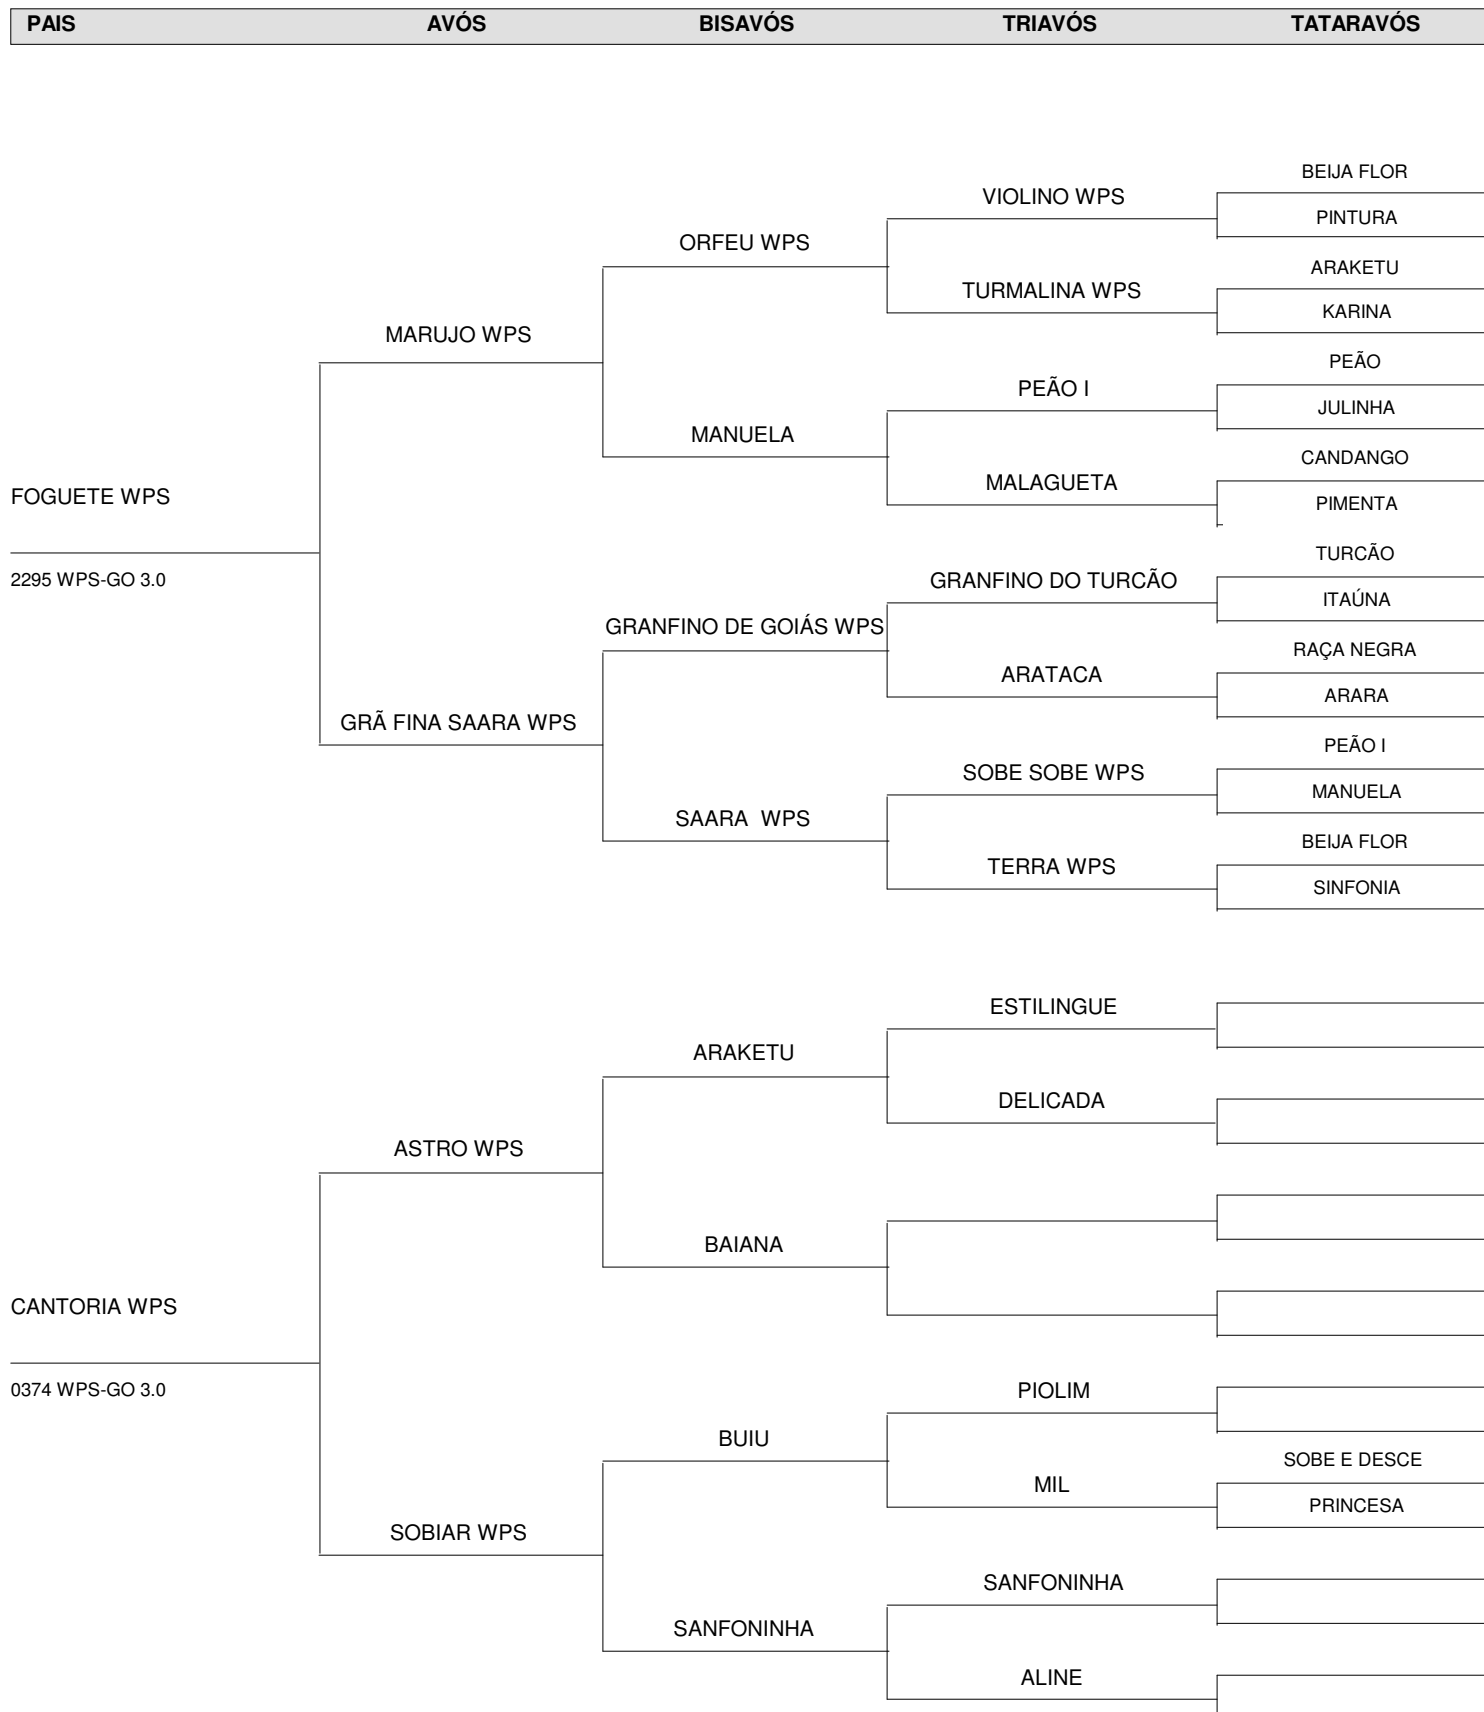 PAIS AVÓS BISAVÓS TRIAVÓS TATARAVÓS
BEIJA FLOR
VIOLINO WPS
PINTURA
ORFEU WPS
ARAKETU
TURMALINA WPS
KARINA
MARUJO WPS
PEÃO
PEÃO I
JULINHA
MANUELA
CANDANGO
MALAGUETA
FOGUETE WPS
PIMENTA
TURCÃO
2295 WPS-GO 3.0
GRANFINO DO TURCÃO
ITAÚNA
GRANFINO DE GOIÁS WPS
RAÇA NEGRA
ARATACA
ARARA
GRÃ FINA SAARA WPS
PEÃO I
SOBE SOBE WPS
MANUELA
SAARA  WPS
BEIJA FLOR
TERRA WPS
SINFONIA
ESTILINGUE
ARAKETU
DELICADA
ASTRO WPS
BAIANA
CANTORIA WPS
0374 WPS-GO 3.0
PIOLIM
BUIU
SOBE E DESCE
MIL
PRINCESA
SOBIAR WPS
SANFONINHA
SANFONINHA
ALINE